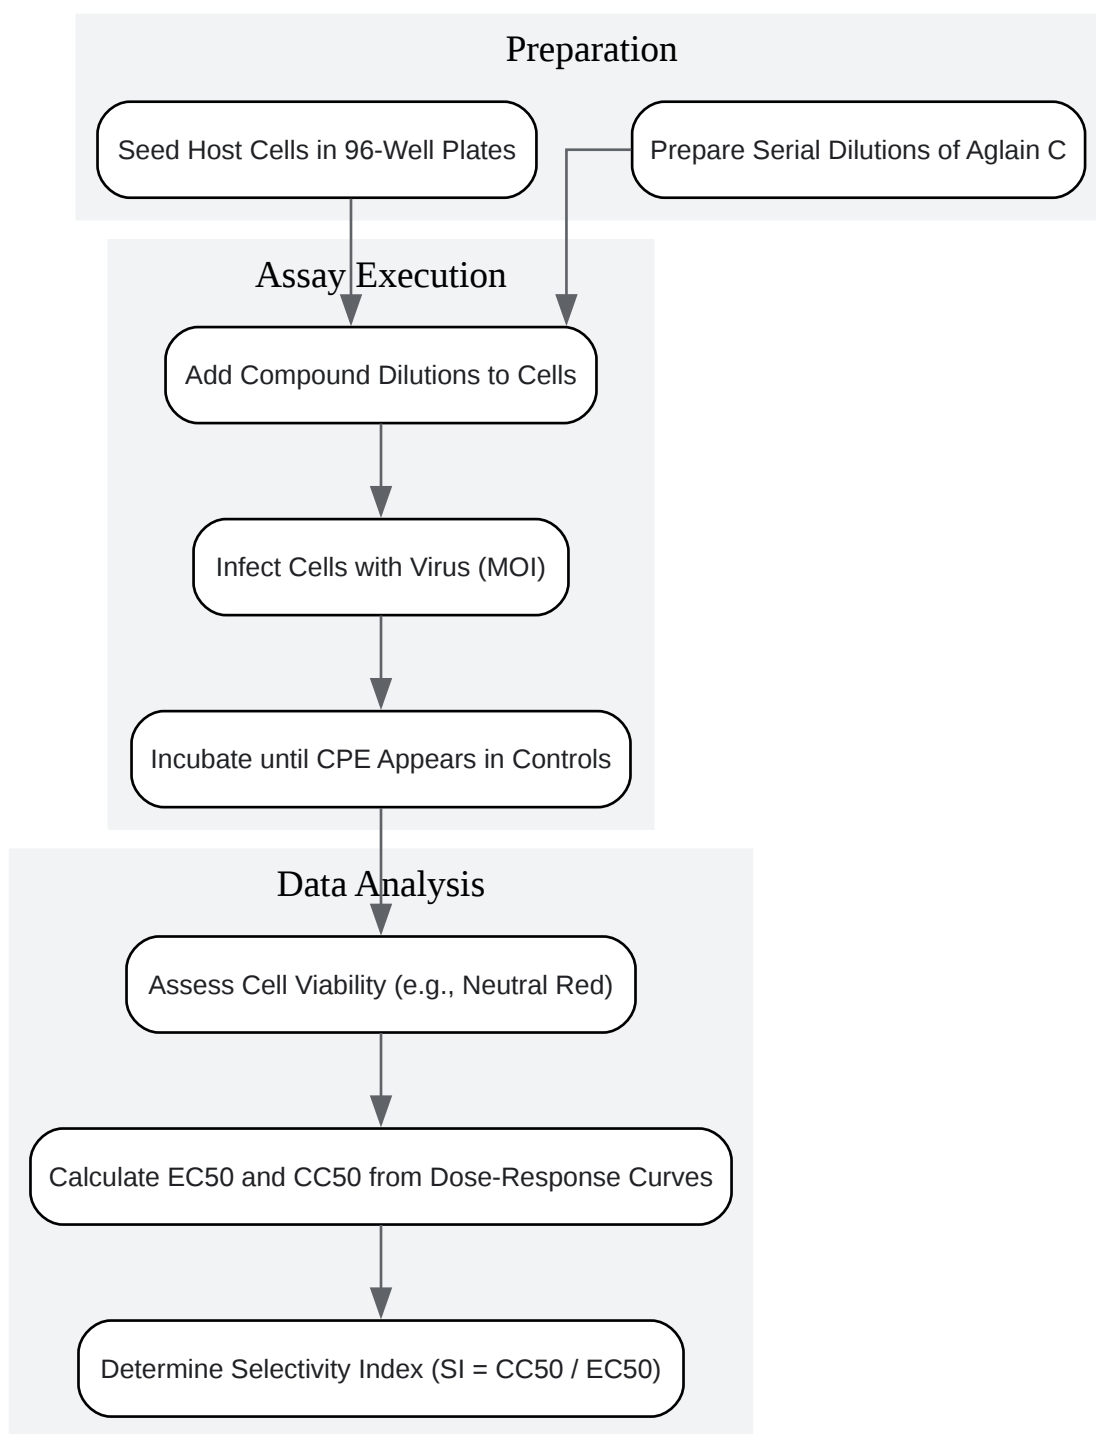 Preparation
Seed Host Cells in 96-Well Plates
Prepare Serial Dilutions of Aglain C
Assay Execution
Add Compound Dilutions to Cells
Infect Cells with Virus (MOI)
Incubate until CPE Appears in Controls
Data Analysis
Assess Cell Viability (e.g., Neutral Red)
Calculate EC50 and CC50 from Dose-Response Curves
Determine Selectivity Index (SI = CC50 / EC50)